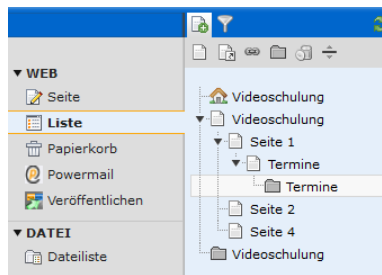 WEB
Seite
Liste
Papierkorb
Powermail
Veröffentlichen
DATEI
Dateiliste
Videoschulung
Videoschulung
Seite 1
Termine
Termine
Seite 2
Seite 4
Videoschulung